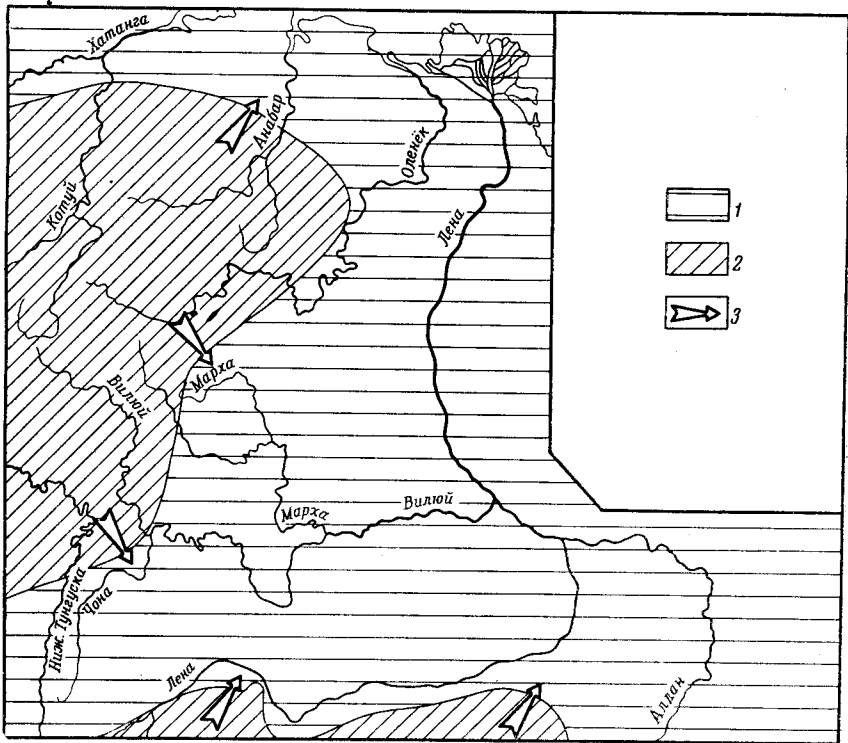 Хатанга
Анабар
Оленёк
Лена
Котуй
1
2
3
Марха
Вилюй
Марха
Вилюй
Ниж. Тунгуска
Чона
Лена
Алдан